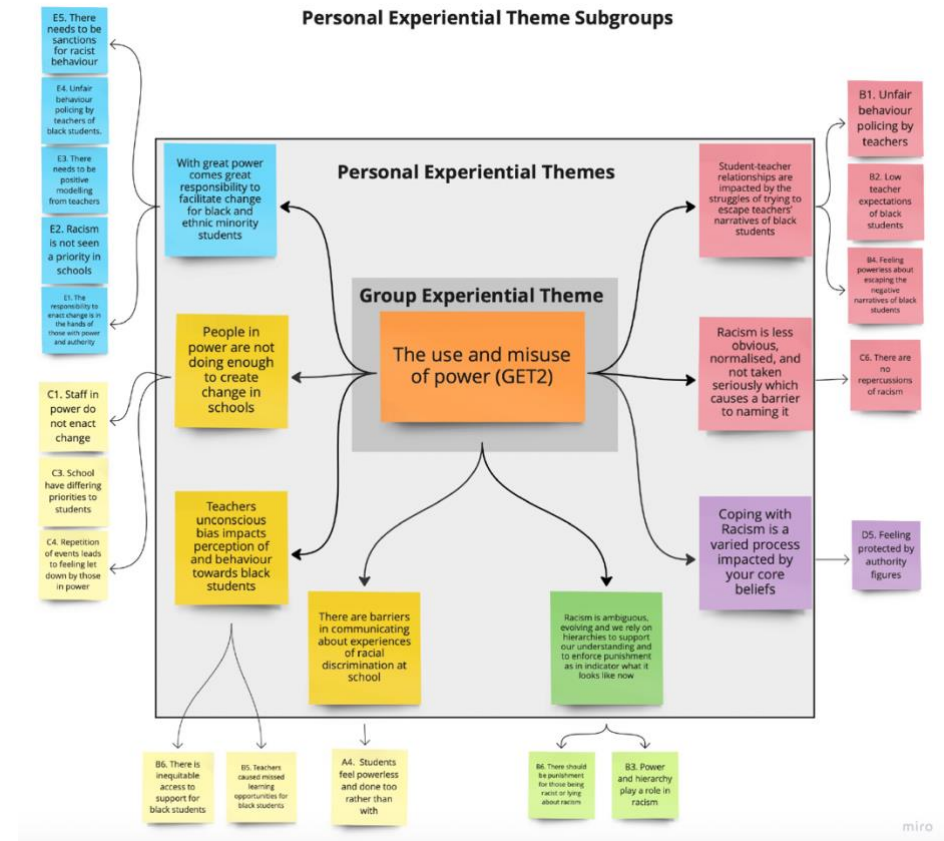 Personal Experiential Theme Subgroups
E5. There
needs to be
sanctions
for racist
behaviour
E4. Unfair
behaviour
policing by
teachers of
black students.
E3. There
needs to be
positive
modelling
from teachers
E2. Racism
is not seen
a priority in
schools
E1. The
responsibility to
enact change is in
the hands of
those with power
and authority
C1. Staff in
power do
not enact
change
C3. School
have differing
priorities to
students
C4. Repetition
of events leads
to feeling let
down by those
in power
Personal Experiential Themes
With great power
comes great
responsibility to
facilitate change
for black and
ethnic minority
students
People in
power are not
doing enough
to create
change in
schools
Teachers
unconscious
bias impacts
perception of
and behaviour
towards black
students
Group Experiential Theme
The use and misuse
of power (GET2)
There are barriers
in communicating
about experiences
of racial
discrimination at
school
Racism is ambiguous,
evolving and we rely on
hierarchies to support
our understanding and
to enforce punishment
as in indicator what it
looks like now
Student-teacher
relationships are
impacted by the
struggles of trying to
escape teachers'
narratives of black
students
Racism is less
obvious,
normalised, and
not taken
seriously which
causes a barrier
to naming it
Coping with
Racism is a
varied process
impacted by
your core
beliefs
B1. Unfair
behaviour
policing by
teachers
B2. Low
teacher
expectations
of black
students
B4. Feeling
powerless about
escaping the
negative
narratives of black
students
C6. There are
no
repercussions
of racism
D5. Feeling
protected by
authority
figures
B6. There is
inequitable
access to
support for
black students
B5. Teachers
caused missed
learning
opportunities for
black students
A4. Students
feel powerless
and done too
rather than
with
B6. There should
be punishment
for those being
racist or lying
about racism
B3. Power
and hierarchy
play a role in
racism
miro